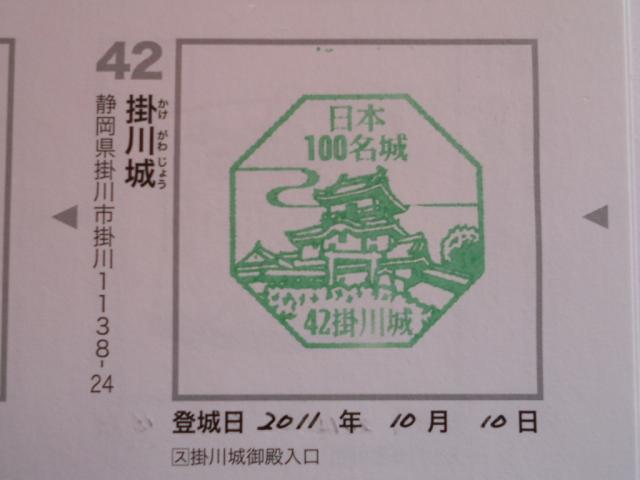 42
掛川城
かけ がわ じょう
静岡県掛川市掛川1138-24
日本
100名城
42掛川城
登城日 2011 年 10 月 10 日
ス掛川城御殿入口